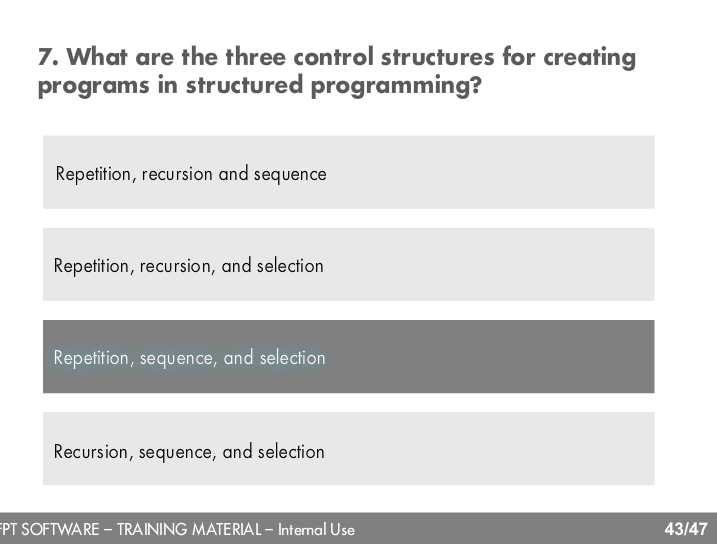 7. What are the three control structures for creating
programs in structured programming?
Repetition, recursion and sequence
Repetition, recursion, and selection
Repetition, sequence, and selection
Recursion, sequence, and selection
FPT SOFTWARE – TRAINING MATERIAL – Internal Use
43/47